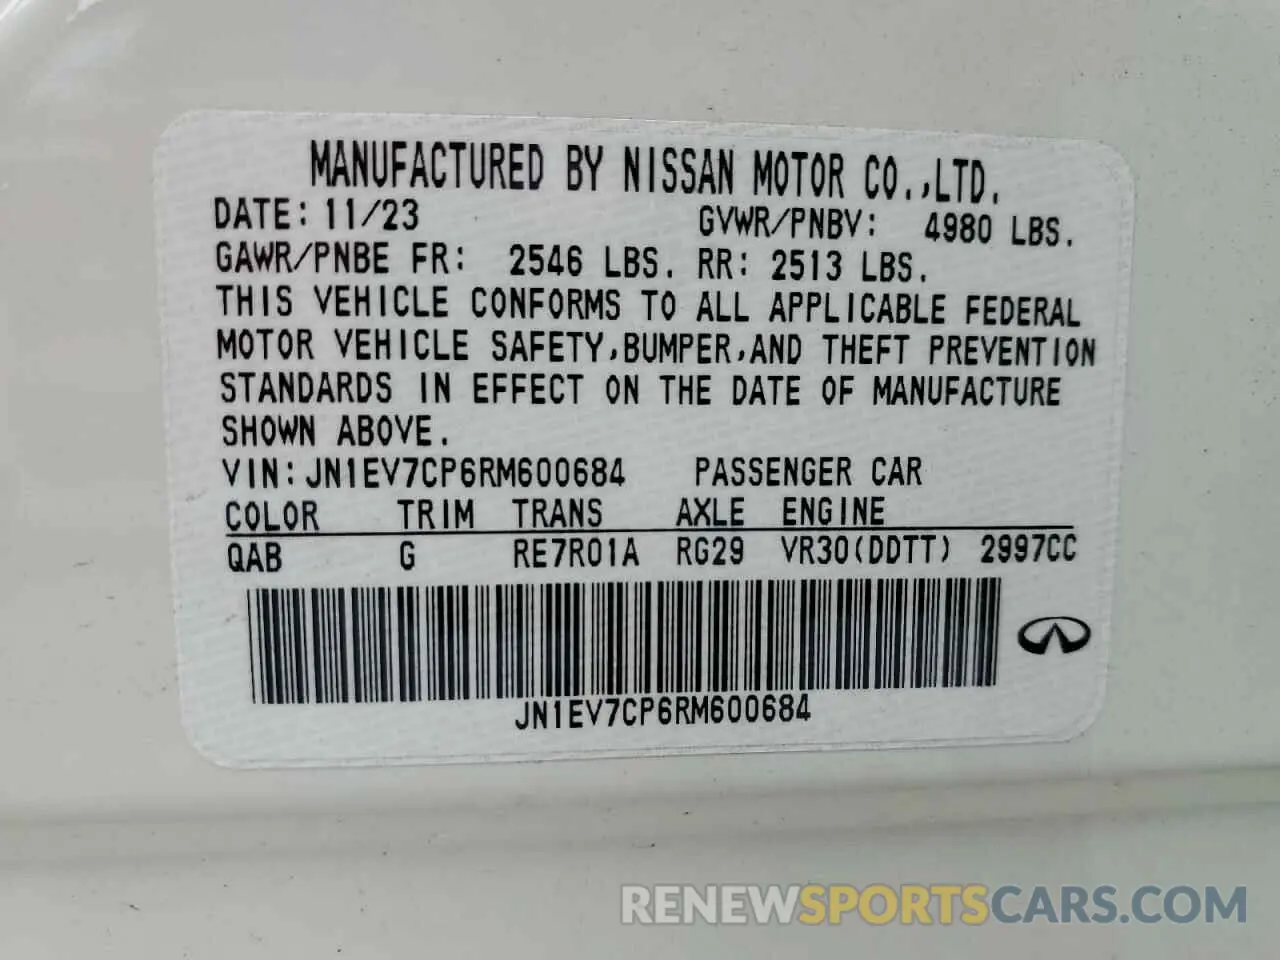 MANUFACTURED BY NISSAN MOTOR CO.,LTD.
DATE: 11/23 GVWR/PNBV: 4980 LBS.
GAWR/PNBE FR: 2546 LBS. RR: 2513 LBS.
THIS VEHICLE CONFORMS TO ALL APPLICABLE FEDERAL
MOTOR VEHICLE SAFETY,BUMPER,AND THEFT PREVENTION
STANDARDS IN EFFECT ON THE DATE OF MANUFACTURE
SHOWN ABOVE.
VIN:JN1EV7CP6RM600684 PASSENGER CAR
COLOR TRIM TRANS AXLE ENGINE
QAB G RE7R01A RG29 VR30(DDTT) 2997CC
JN1EV7CP6RM600684
RENEWSPORTSCARS.COM